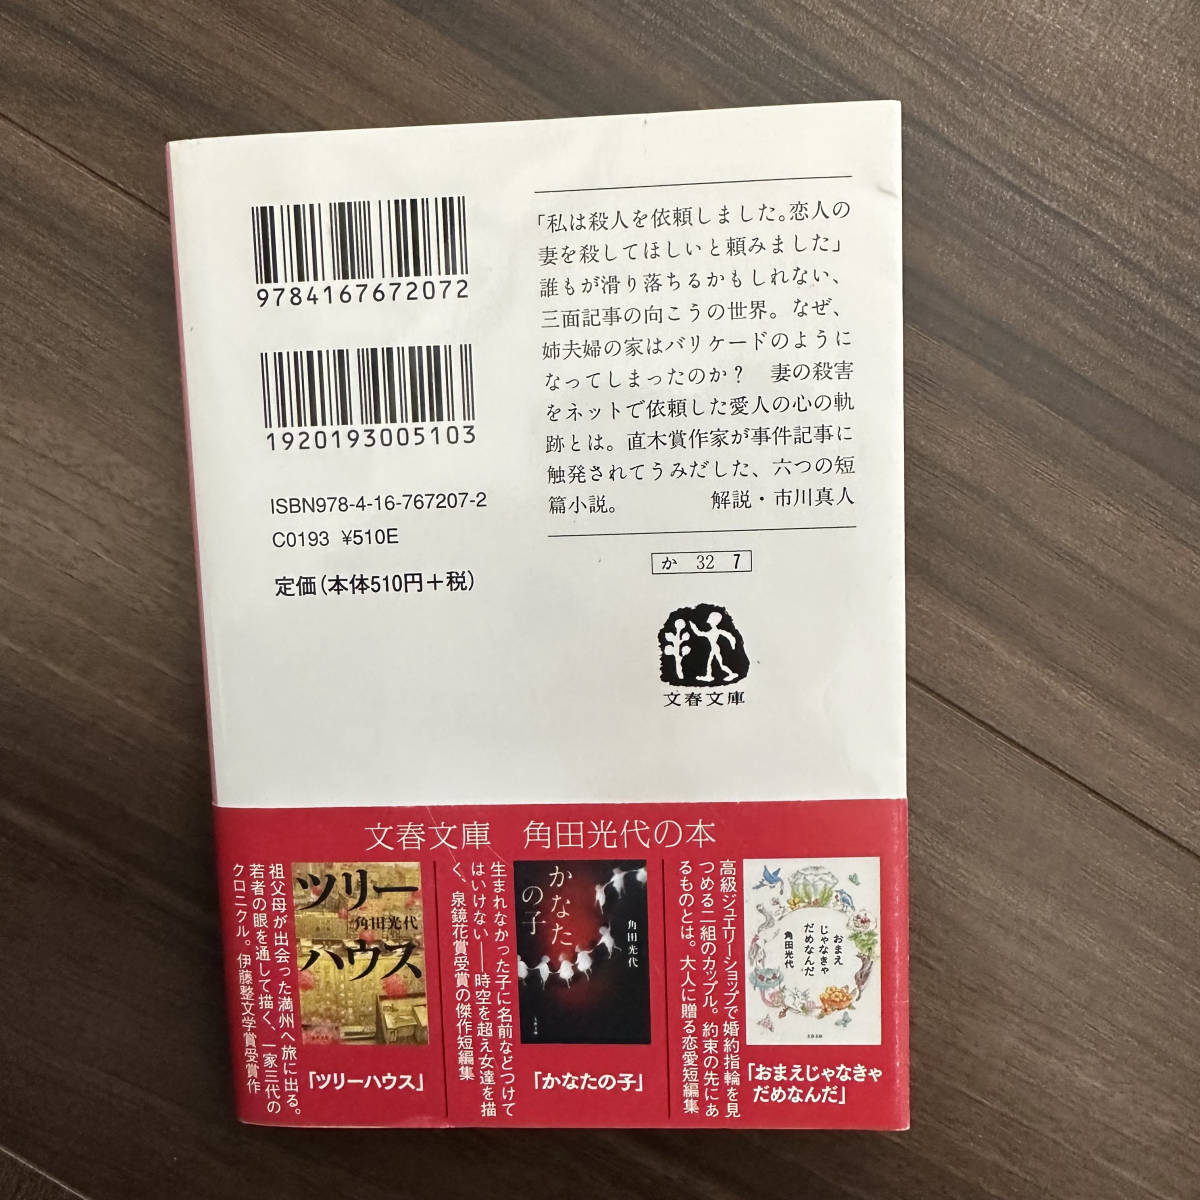 9784167672072
1920193005103
ISBN978-4-16-767207-2
C0193 ¥510E
定価(本体510円+税)
「私は殺人を依頼しました。恋人の
妻を殺してほしいと頼みました」
誰もが滑り落ちるかもしれない、
三面記事の向こうの世界。なぜ、
姉夫婦の家はバリケードのように
なってしまったのか? 妻の殺害
をネットで依頼した愛人の心の軌
跡とは。直木賞作家が事件記事に
触発されてうみだした、六つの短
篇小説。 解説・市川真人
か 32 7
文春文庫
文春文庫 角田光代の本
高級ジュエリーショップで婚約指輪を見
つめる二組のカップル。約束の先にあ
るものとは。大人に贈る恋愛短編集
おまえ
じゃなきゃ
だめなんだ
角田光代
文春文庫
「おまえじゃなきゃ
だめなんだ」
生まれなかった子に名前などつけて
はいけない――時空を超え女達を描
く、泉鏡花賞受賞の傑作短編集
かなた
の子
角田光代
文春文庫
「かなたの子」
祖父母が出会った満州へ旅に出る。
若者の眼を通して描く、一家三代の
クロニクル。伊藤整文学賞受賞作
ツリー
角田光代
ハウス
文春文庫
「ツリーハウス」